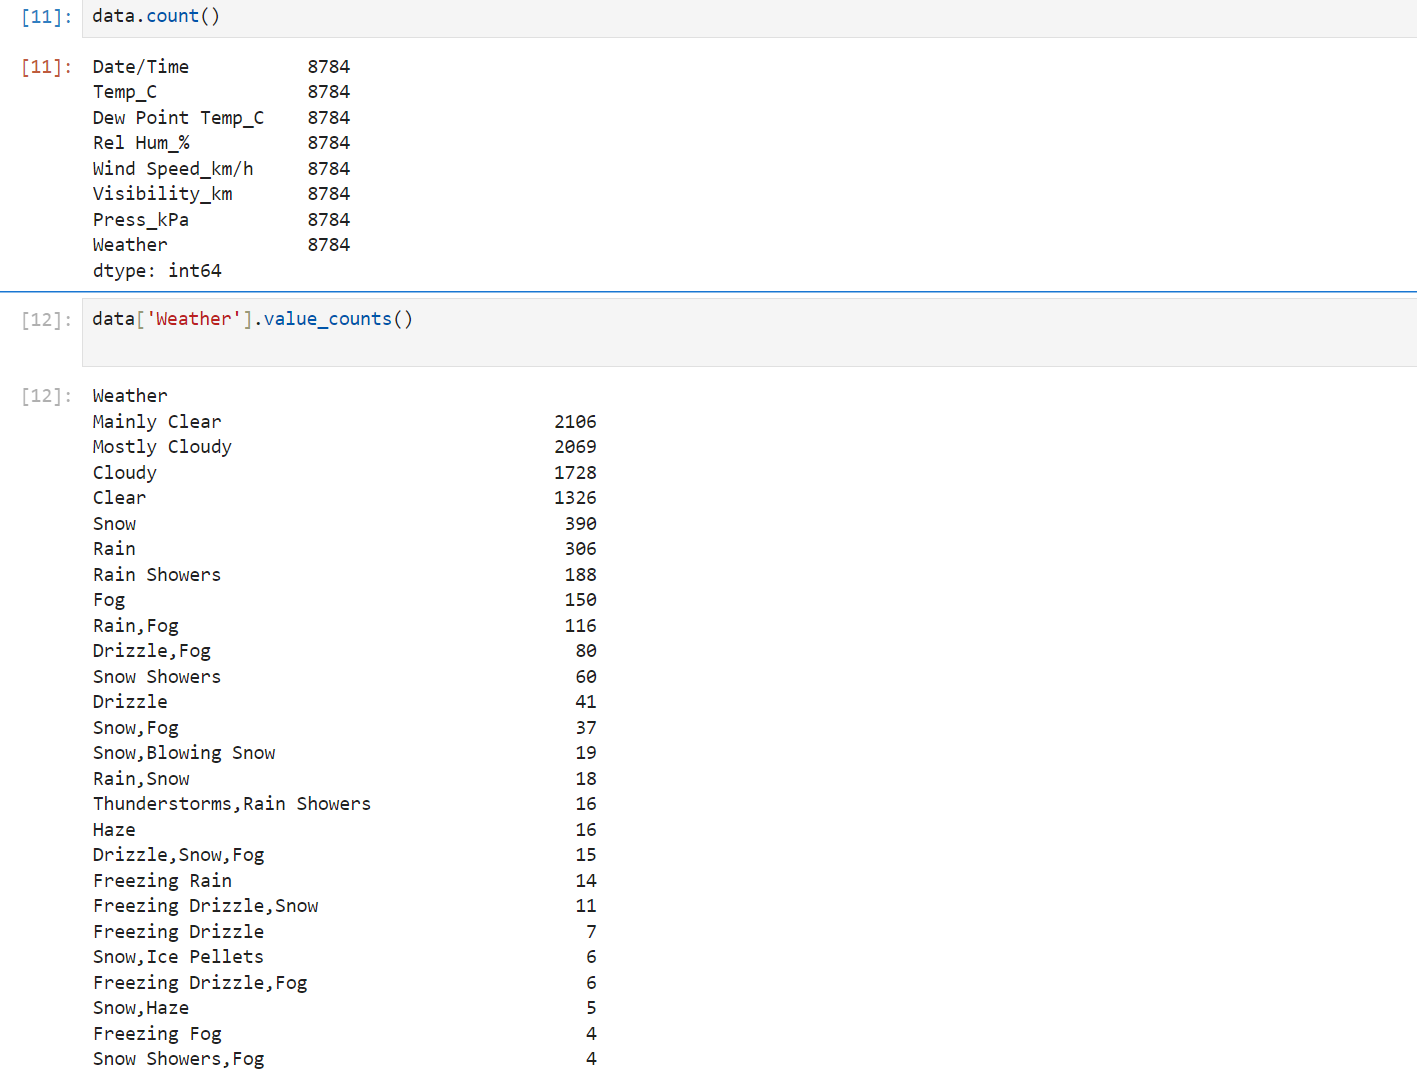 [11]: data.count()
[11]: Date/Time 8784
Temp_C 8784
Dew Point Temp_C 8784
Rel Hum_% 8784
Wind Speed_km/h 8784
Visibility_km 8784
Press_kPa 8784
Weather 8784
dtype: int64
[12]: data['Weather'].value_counts()
[12]: Weather
Mainly Clear 2106
Mostly Cloudy 2069
Cloudy 1728
Clear 1326
Snow 390
Rain 306
Rain Showers 188
Fog 150
Rain,Fog 116
Drizzle,Fog 80
Snow Showers 60
Drizzle 41
Snow,Fog 37
Snow,Blowing Snow 19
Rain,Snow 18
Thunderstorms,Rain Showers 16
Haze 16
Drizzle,Snow,Fog 15
Freezing Rain 14
Freezing Drizzle,Snow 11
Freezing Drizzle 7
Snow,Ice Pellets 6
Freezing Drizzle,Fog 6
Snow,Haze 5
Freezing Fog 4
Snow Showers,Fog 4